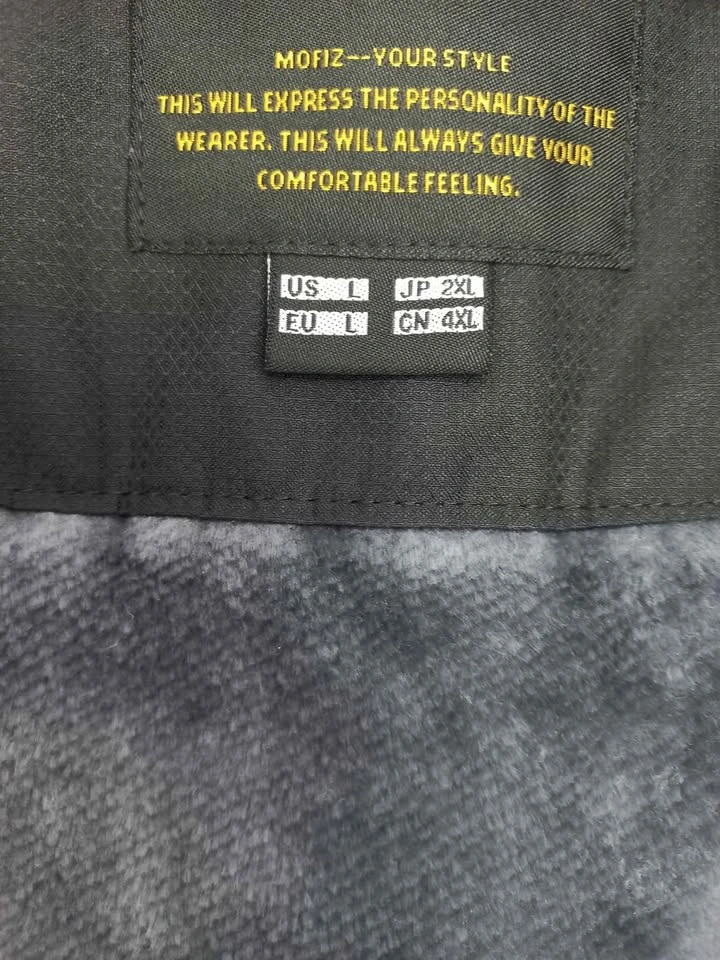 MOFIZ--YOUR STYLE
THIS WILL EXPRESS THE PERSONALITY OF THE
WEARER. THIS WILL ALWAYS GIVE YOUR
COMFORTABLE FEELING.
US L JP 2XL
EU L CN 4XL